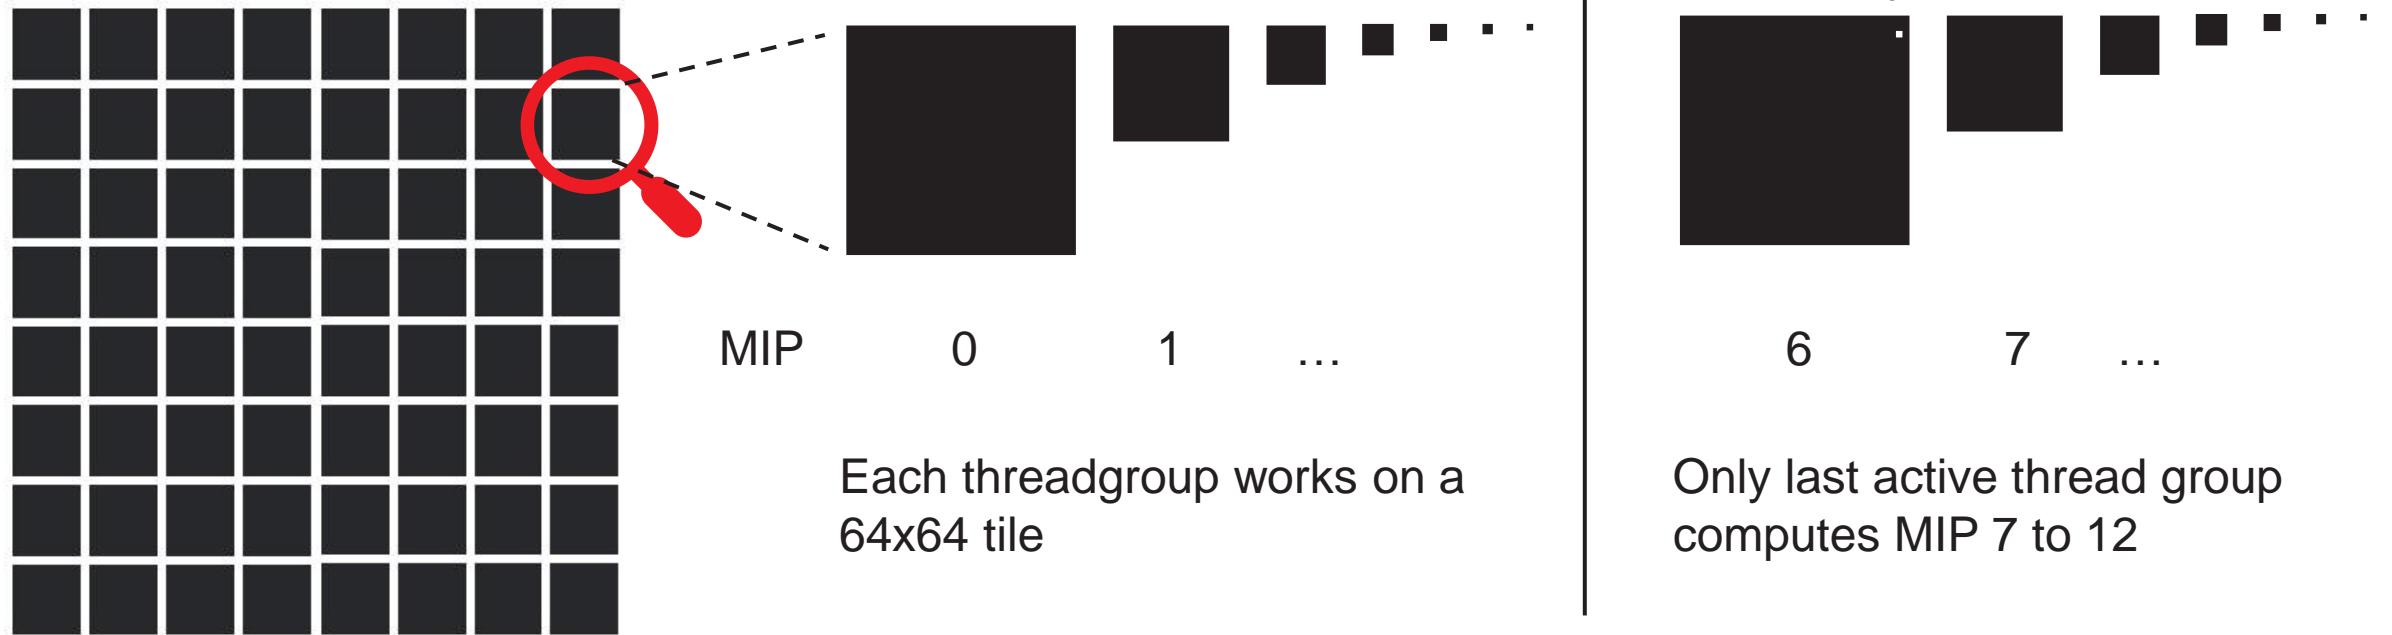 MIP 0 1 … 6 7 …
Each threadgroup works on a
64x64 tile
Only last active thread group
computes MIP 7 to 12